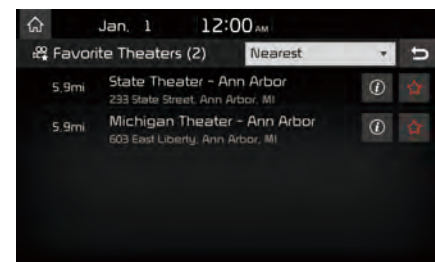 Jan. 1 12:00 AM
Favorite Theaters (2) Nearest
5.9mi State Theater - Ann Arbor
233 State Street, Ann Arbor, MI
5.9mi Michigan Theater - Ann Arbor
603 East Liberty, Ann Arbor, MI